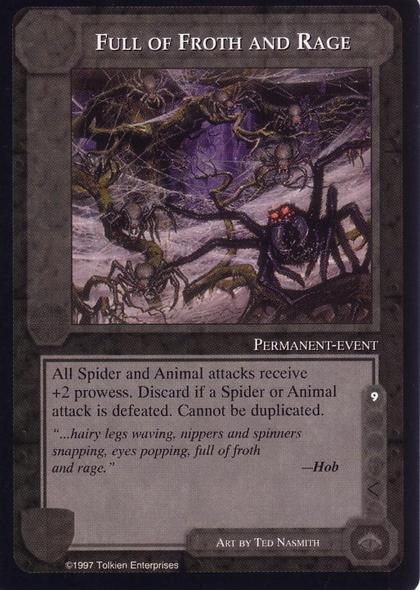 FULL OF FROTH AND RAGE
PERMANENT-EVENT
All Spider and Animal attacks receive
+2 prowess. Discard if a Spider or Animal
attack is defeated. Cannot be duplicated.
9
“...hairy legs waving, nippers and spinners
snapping, eyes popping, full of froth
and rage.” —Hob
ART BY TED NASMITH
©1997 Tolkien Enterprises